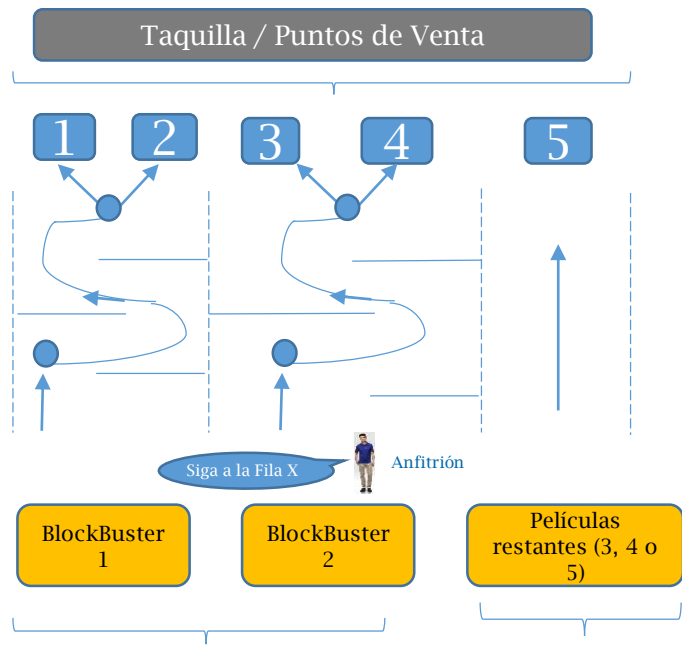 Taquilla / Puntos de Venta
1 2 3 4 5
Siga a la Fila X
Anfitrión
BlockBuster
1
BlockBuster
2
Películas
restantes (3, 4 o
5)